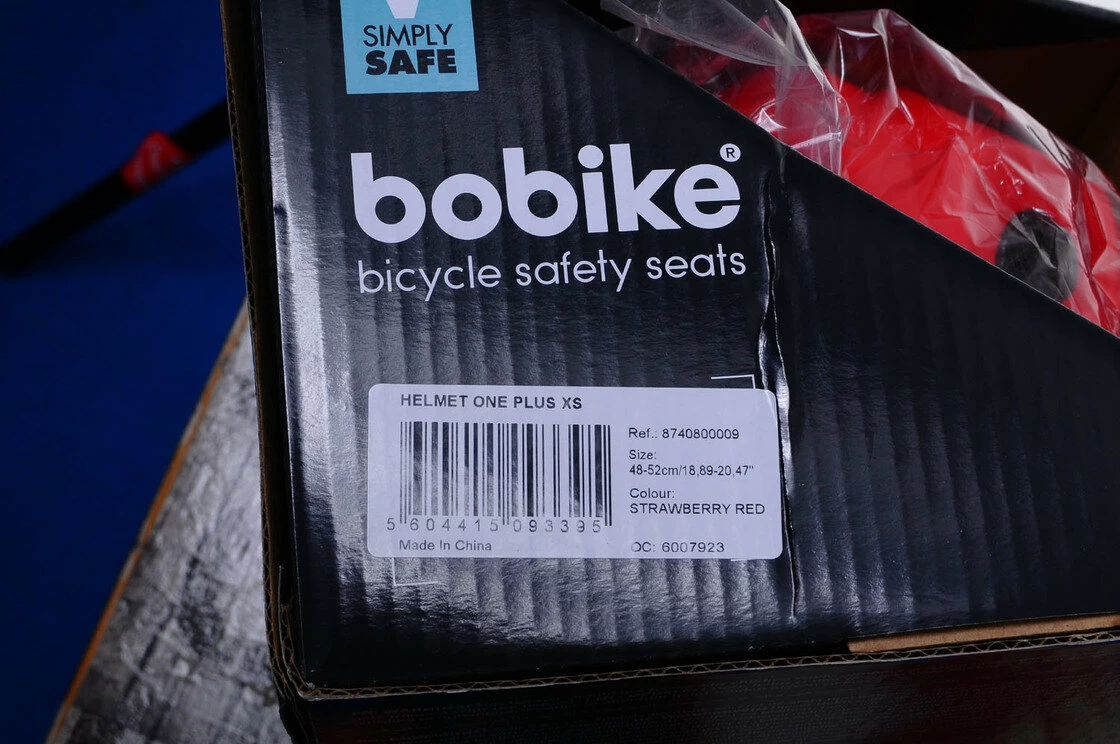 SIMPLY
SAFE
bobike®
bicycle safety seats
HELMET ONE PLUS XS
Ref.: 8740800009
Size:
48-52cm/18,89-20,47"
Colour:
STRAWBERRY RED
5 604415 093395
Made In China
OC: 6007923